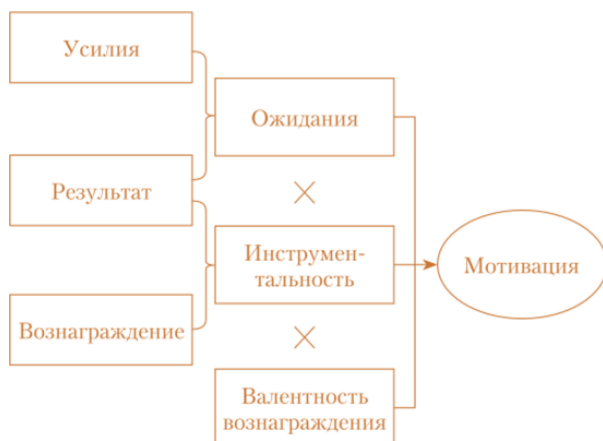 Усилия
Ожидания
Результат
Инструмен-
тальность
Мотивация
Вознаграждение
Валентность
вознаграждения